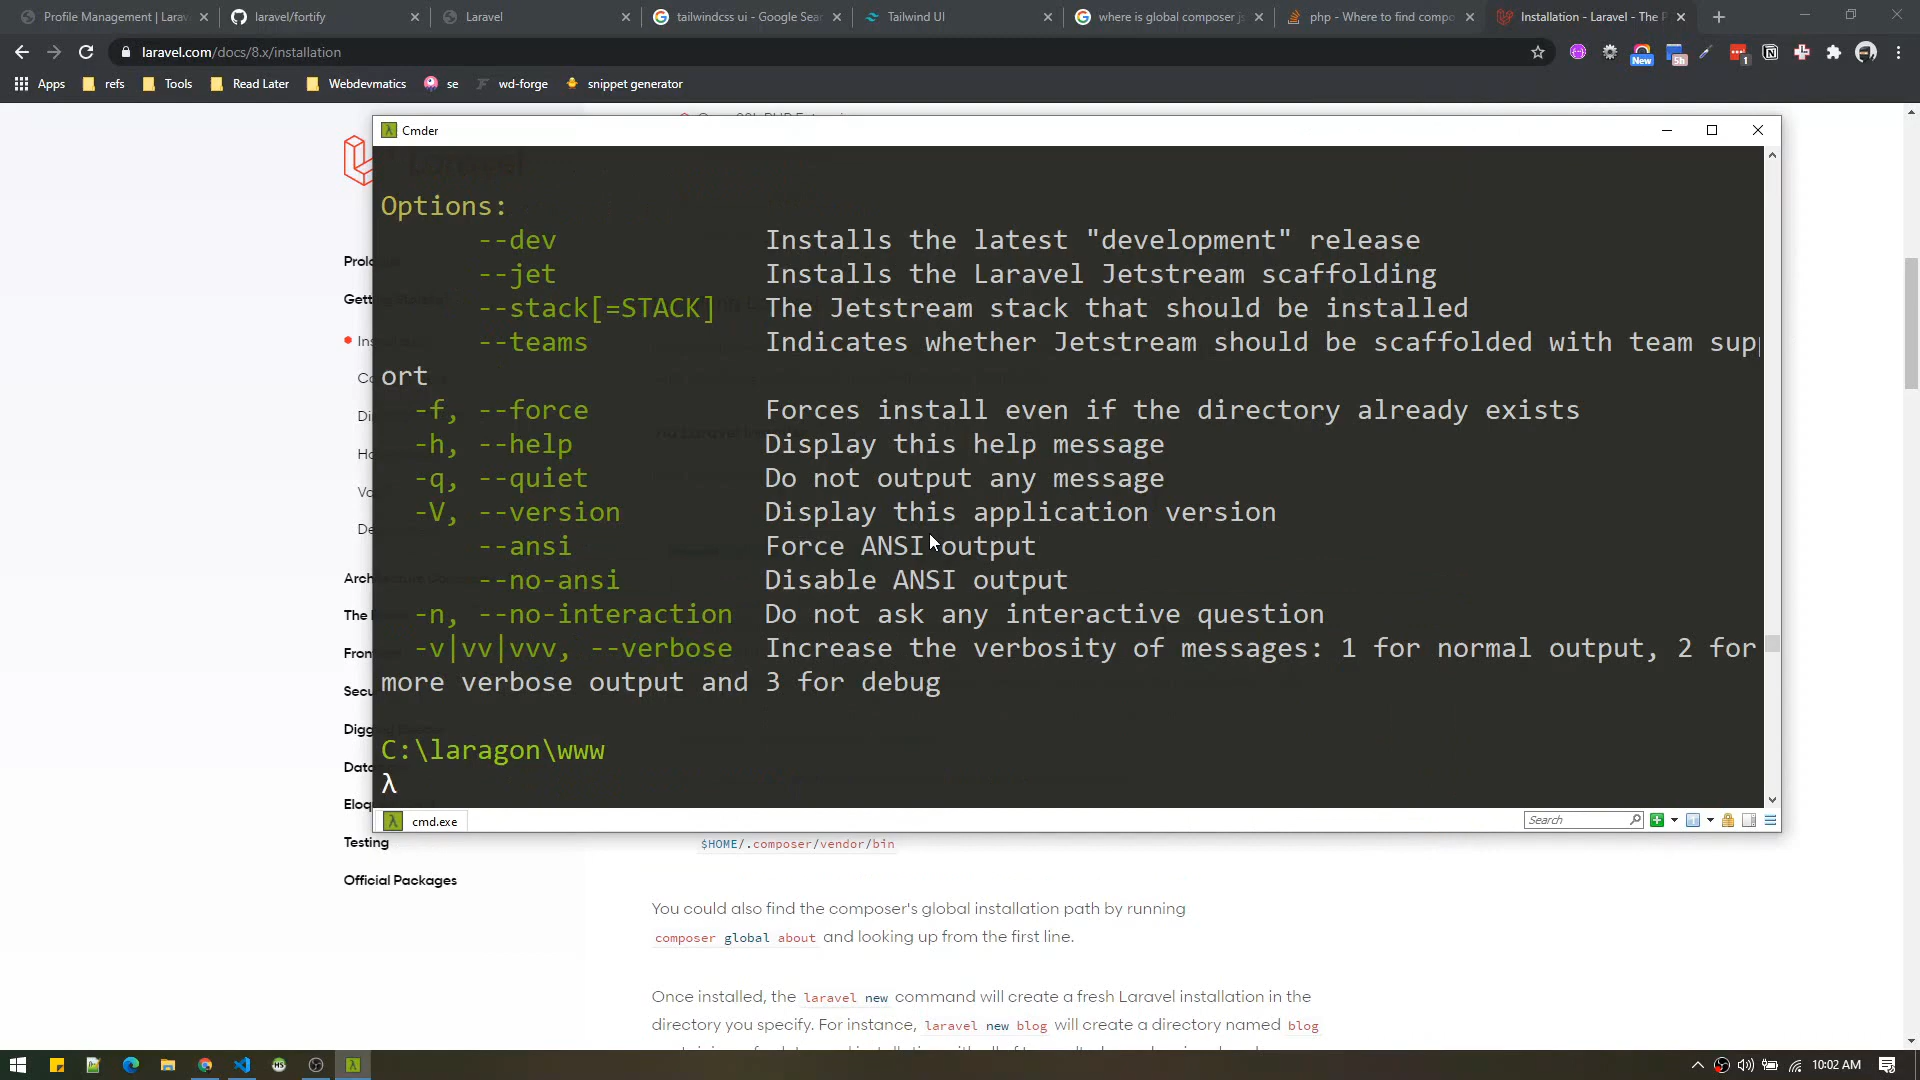 Profile Management | Larav
laravel/fortify
Laravel
tailwindcss ui - Google Sear
Tailwind UI
where is global composer js
php - Where to find compo
Installation - Laravel - The P
laravel.com/docs/8.x/installation
New
5h
1
Apps
refs
Tools
Read Later
Webdevmatics
se
wd-forge
snippet generator
Cmder
Options:
--dev Installs the latest "development" release
--jet Installs the Laravel Jetstream scaffolding
--stack[=STACK] The Jetstream stack that should be installed
--teams Indicates whether Jetstream should be scaffolded with team supp
ort
-f, --force Forces install even if the directory already exists
-h, --help Display this help message
-q, --quiet Do not output any message
-V, --version Display this application version
--ansi Force ANSI output
--no-ansi Disable ANSI output
-n, --no-interaction Do not ask any interactive question
-v|vv|vvv, --verbose Increase the verbosity of messages: 1 for normal output, 2 for
more verbose output and 3 for debug
C:\laragon\www
λ
cmd.exe
Search
Testing
Official Packages
$HOME/.composer/vendor/bin
You could also find the composer's global installation path by running
composer global about and looking up from the first line.
Once installed, the laravel new command will create a fresh Laravel installation in the
directory you specify. For instance, laravel new blog will create a directory named blog
10:02 AM